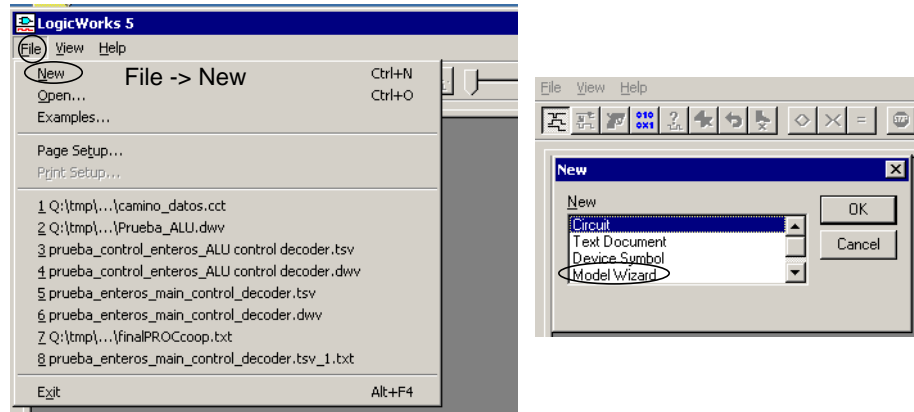 LogicWorks 5
File View Help
New Ctrl+N
File -> New
Open... Ctrl+O
Examples...
Page Setup...
Print Setup...
1 Q:\tmp\...\camino_datos.cct
2 Q:\tmp\...\Prueba_ALU.dwv
3 prueba_control_enteros_ALU control decoder.tsv
4 prueba_control_enteros_ALU control decoder.dwv
5 prueba_enteros_main_control_decoder.tsv
6 prueba_enteros_main_control_decoder.dwv
7 Q:\tmp\...\finalPROCcoop.txt
8 prueba_enteros_main_control_decoder.tsv_1.txt
Exit Alt+F4
File View Help
010
0X1
?
=
STOP
New
New
Circuit
Text Document
Device Symbol
Model Wizard
OK
Cancel